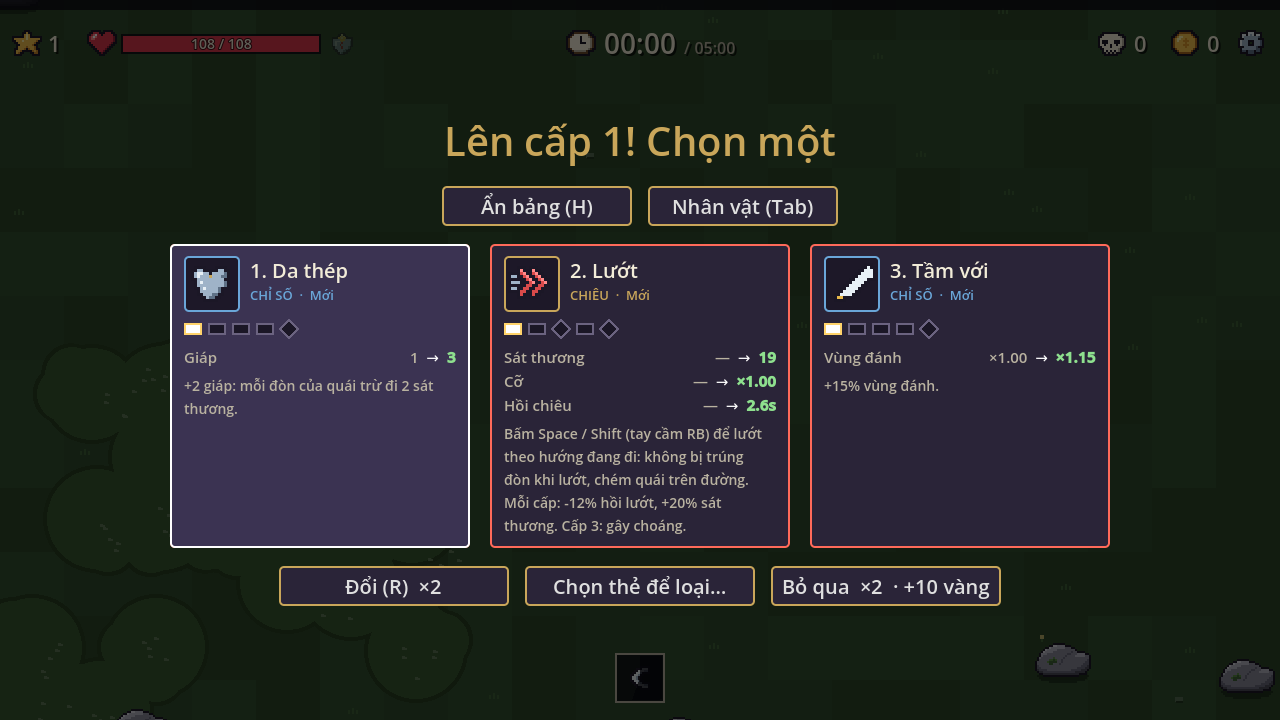 1
108 / 108
00:00 / 05:00
0
0
Lên cấp 1! Chọn một
Ẩn bảng (H)
Nhân vật (Tab)
1. Da thép
CHỈ SỐ · Mới
Giáp 1 → 3
+2 giáp: mỗi đòn của quái trừ đi 2 sát
thương.
2. Lướt
CHIÊU · Mới
Sát thương — → 19
Cỡ — → ×1.00
Hồi chiêu — → 2.6s
Bấm Space / Shift (tay cầm RB) để lướt
theo hướng đang đi: không bị trúng
đòn khi lướt, chém quái trên đường.
Mỗi cấp: -12% hồi lướt, +20% sát
thương. Cấp 3: gây choáng.
3. Tầm với
CHỈ SỐ · Mới
Vùng đánh ×1.00 → ×1.15
+15% vùng đánh.
Đổi (R) ×2
Chọn thẻ để loại...
Bỏ qua ×2 · +10 vàng